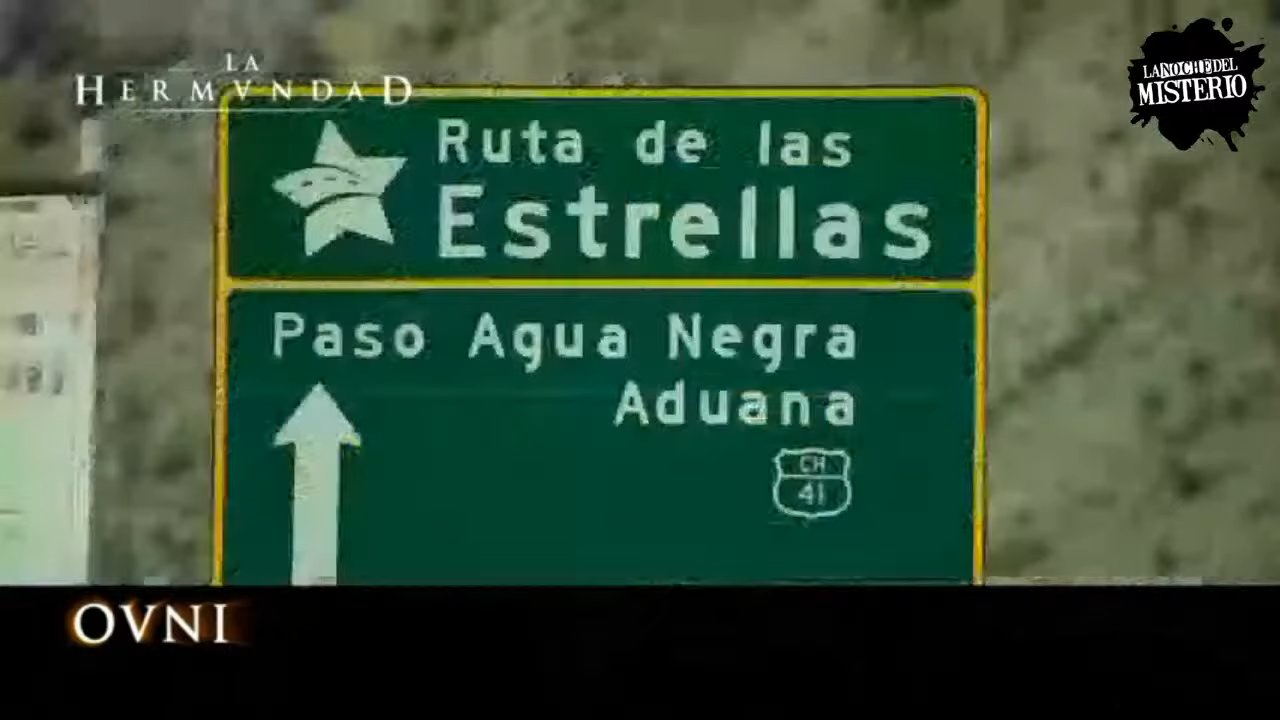 LA
HERMVNDAD
LA NOCHE DEL
MISTERIO
Ruta de las
Estrellas
Paso Agua Negra
Aduana
CH
41
OVNI